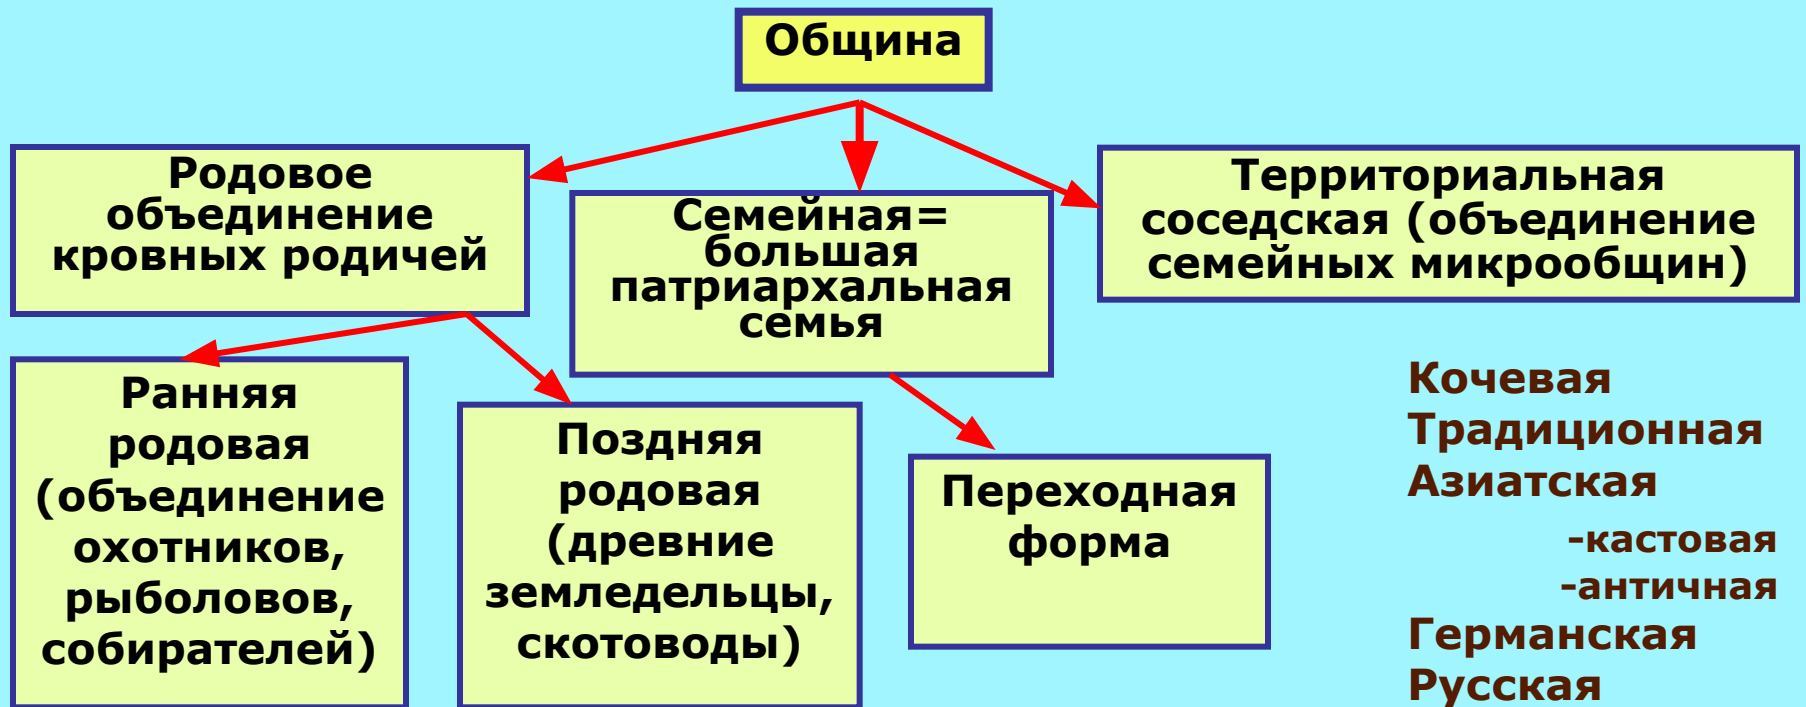 Община
Родовое
объединение
кровных родичей
Семейная=
большая
патриархальная
семья
Территориальная
соседская (объединение
семейных микрообщин)
Ранняя
родовая
(объединение
охотников,
рыболовов,
собирателей)
Поздняя
родовая
(древние
земледельцы,
скотоводы)
Переходная
форма
Кочевая
Традиционная
Азиатская
-кастовая
-античная
Германская
Русская